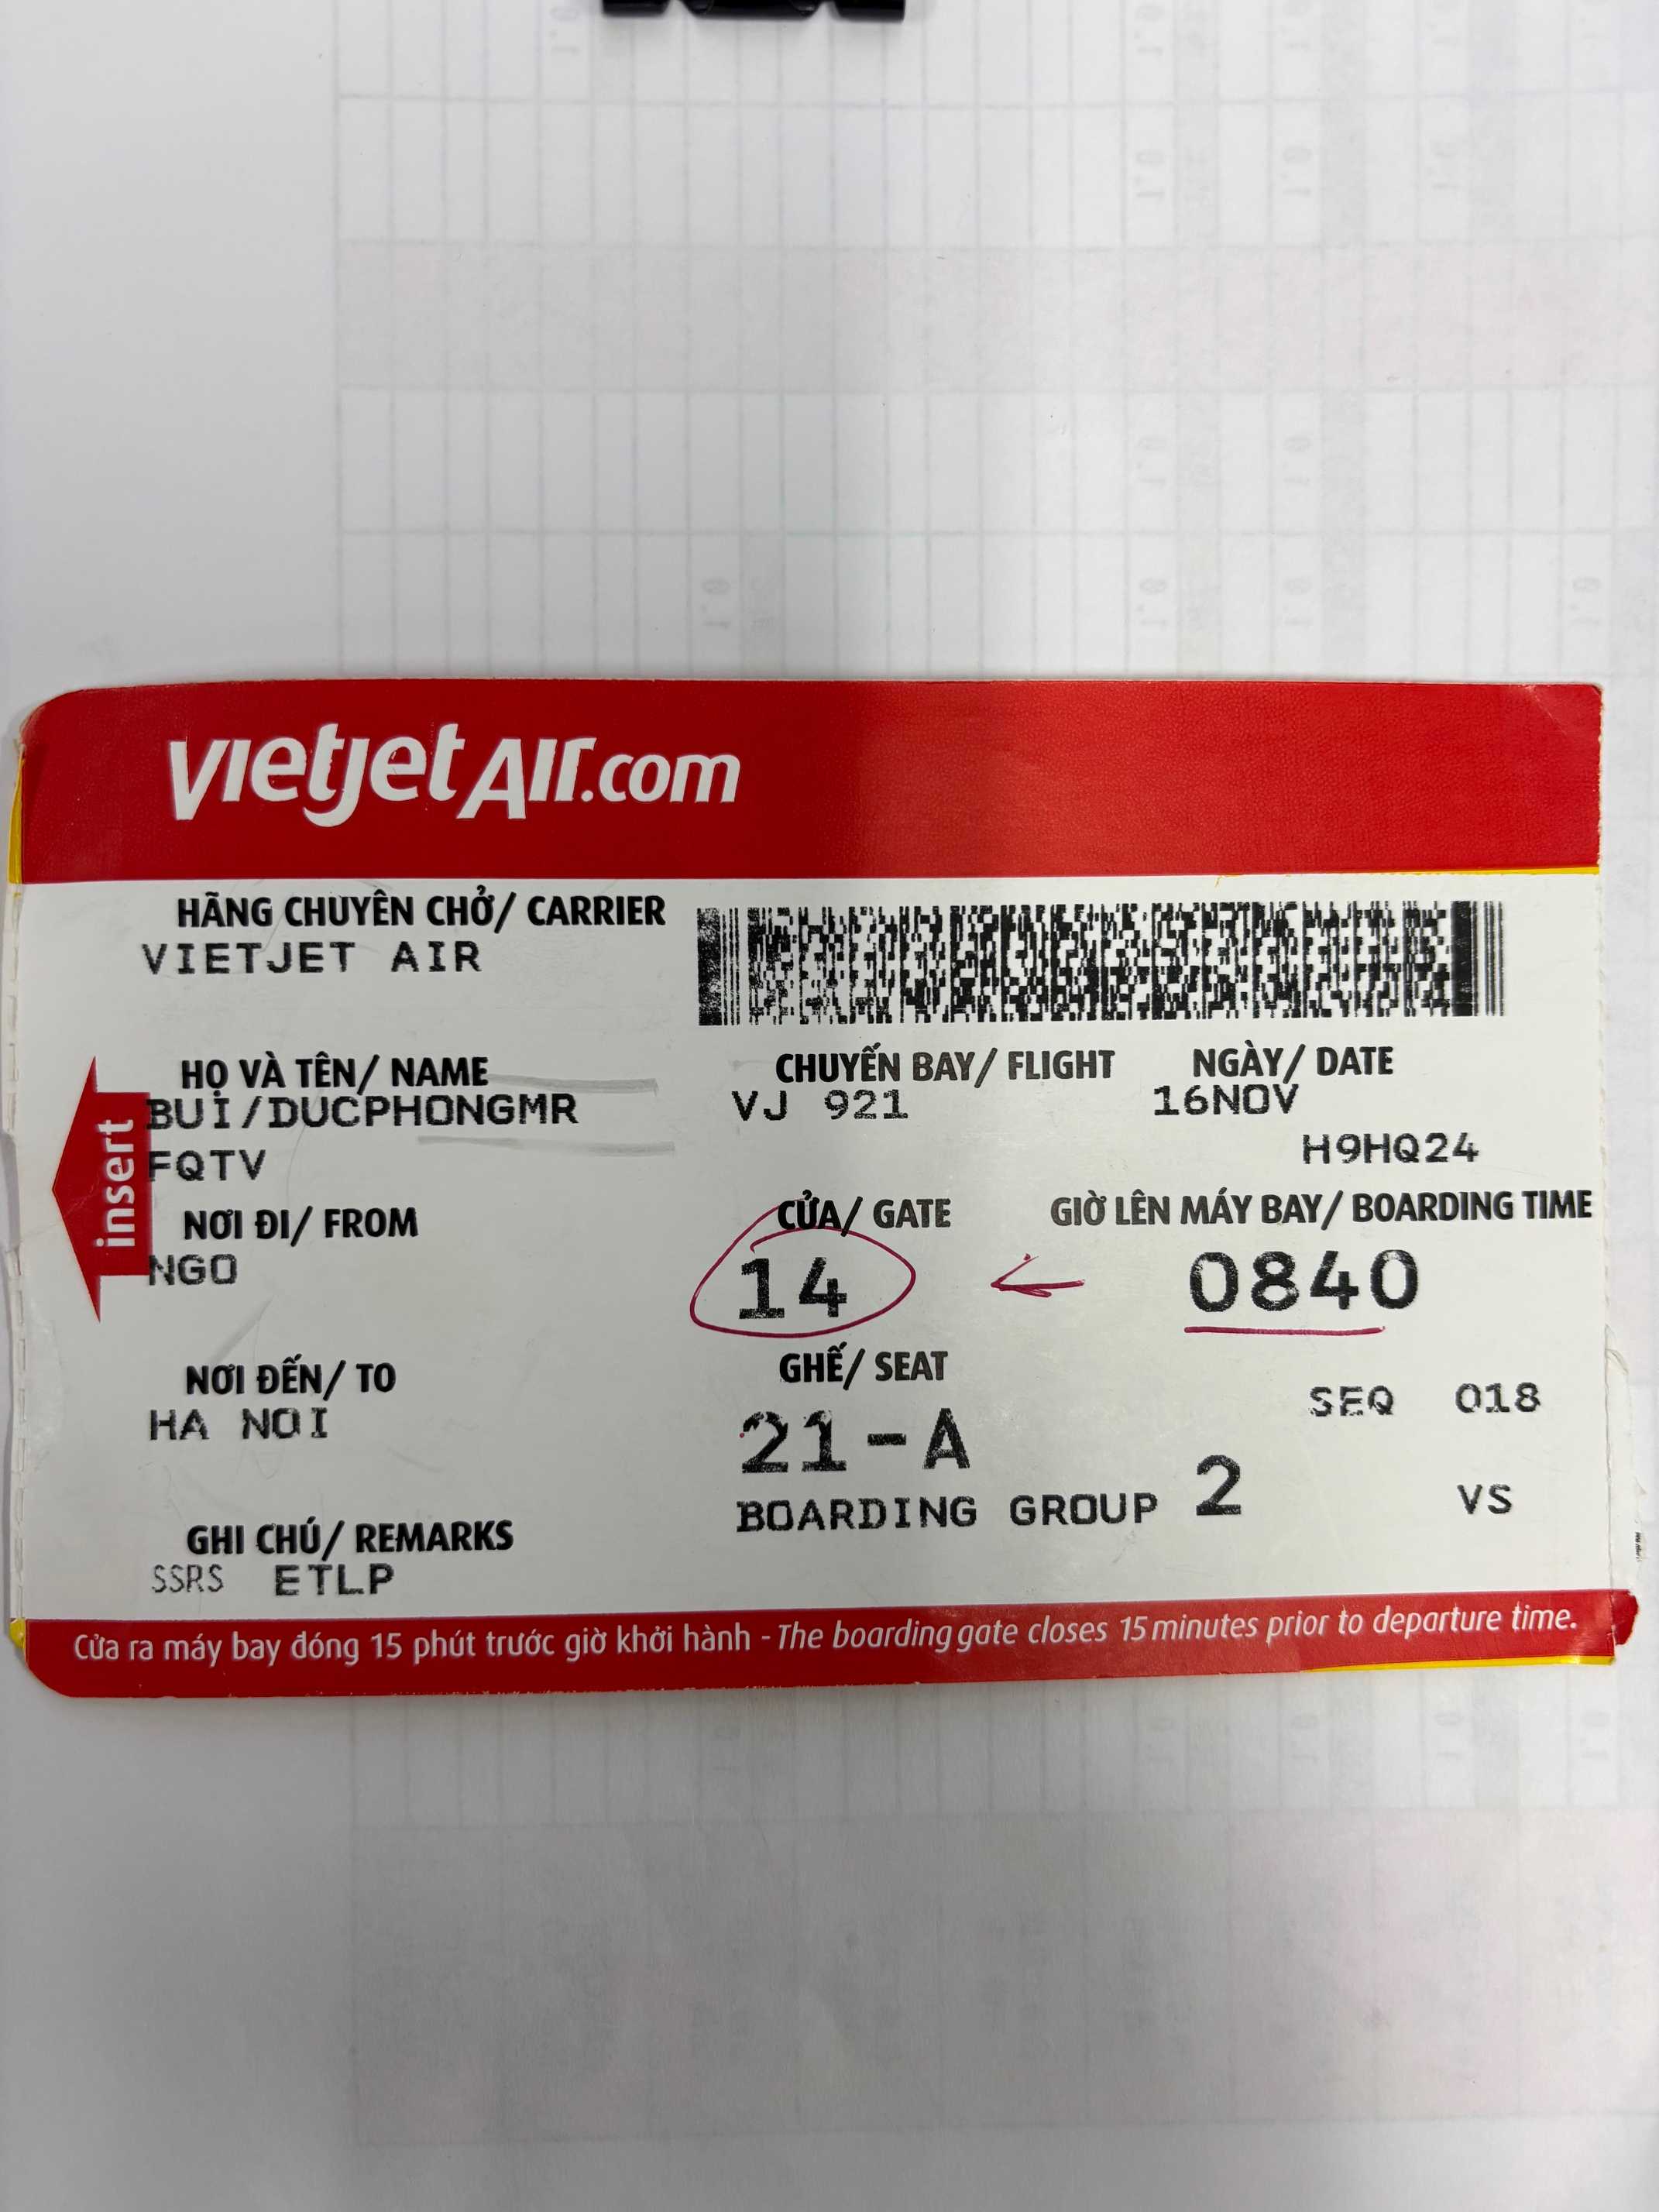 vietjetAir.com
HÃNG CHUYÊN CHỞ/ CARRIER
VIETJET AIR
HỌ VÀ TÊN/ NAME
BUI/DUCPHONGMR
FQTV
CHUYẾN BAY/ FLIGHT
VJ 921
NGÀY/ DATE
16NOV
H9HQ24
insert
NƠI ĐI/ FROM
NGO
CỬA/ GATE
14
GIỜ LÊN MÁY BAY/ BOARDING TIME
0840
NƠI ĐẾN/ TO
HA NOI
GHẾ/ SEAT
21-A
SEQ 018
BOARDING GROUP 2
VS
GHI CHÚ/ REMARKS
SSRS ETLP
Cửa ra máy bay đóng 15 phút trước giờ khởi hành - The boarding gate closes 15 minutes prior to departure time.